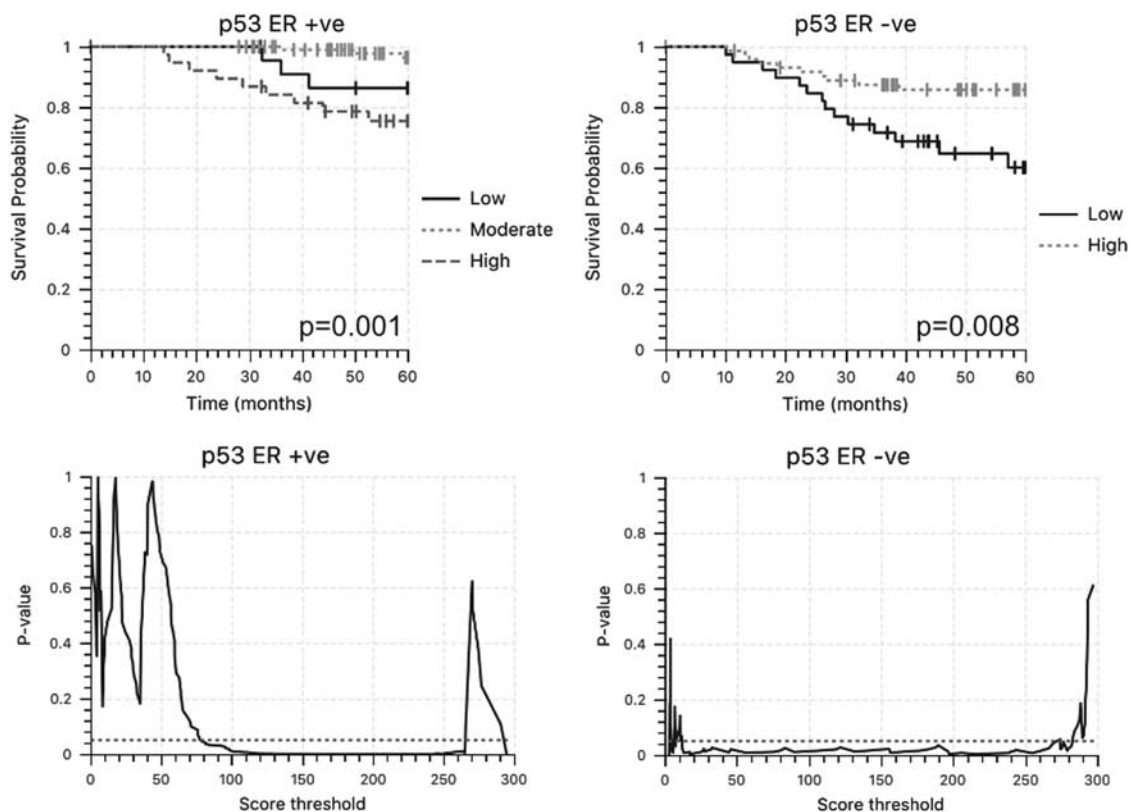 p53 ER +ve
1
0.8
0.6
0.4
0.2
0
Survival Probability
0 10 20 30 40 50 60
Time (months)
Low
Moderate
High
p=0.001
p53 ER -ve
1
0.8
0.6
0.4
0.2
0
Survival Probability
0 10 20 30 40 50 60
Time (months)
Low
High
p=0.008
p53 ER +ve
1
0.8
0.6
0.4
0.2
0
P-value
0 50 100 150 200 250 300
Score threshold
p53 ER -ve
1
0.8
0.6
0.4
0.2
0
P-value
0 50 100 150 200 250 300
Score threshold